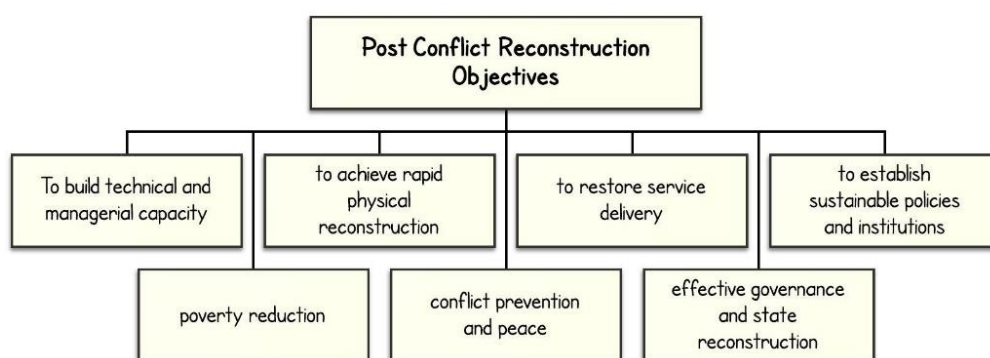 Post Conflict Reconstruction
Objectives
To build technical and
managerial capacity
to achieve rapid
physical
reconstruction
to restore service
delivery
to establish
sustainable policies
and institutions
poverty reduction
conflict prevention
and peace
effective governance
and state
reconstruction